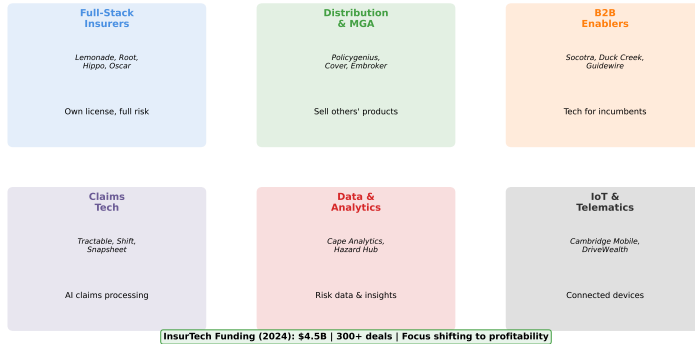 Full-Stack
Insurers
Lemonade, Root,
Hippo, Oscar
Own license, full risk
Distribution
& MGA
Policygenius,
Cover, Embroker
Sell others' products
B2B
Enablers
Socotra, Duck Creek,
Guidewire
Tech for incumbents
Claims
Tech
Tractable, Shift,
Snapsheet
AI claims processing
Data &
Analytics
Cape Analytics,
Hazard Hub
Risk data & insights
IoT &
Telematics
Cambridge Mobile,
DriveWealth
Connected devices
InsurTech Funding (2024): $4.5B | 300+ deals | Focus shifting to profitability